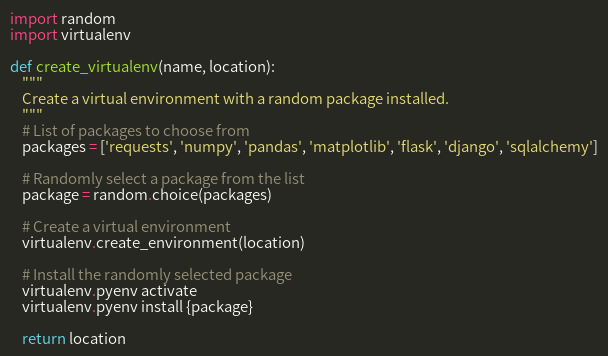 import random
import virtualenv
def create_virtualenv(name, location):
"""
Create a virtual environment with a random package installed.
"""
# List of packages to choose from
packages = ['requests', 'numpy', 'pandas', 'matplotlib', 'flask', 'django', 'sqlalchemy']
# Randomly select a package from the list
package = random.choice(packages)
# Create a virtual environment
virtualenv.create_environment(location)
# Install the randomly selected package
virtualenv.pyenv activate
virtualenv.pyenv install {package}
return location